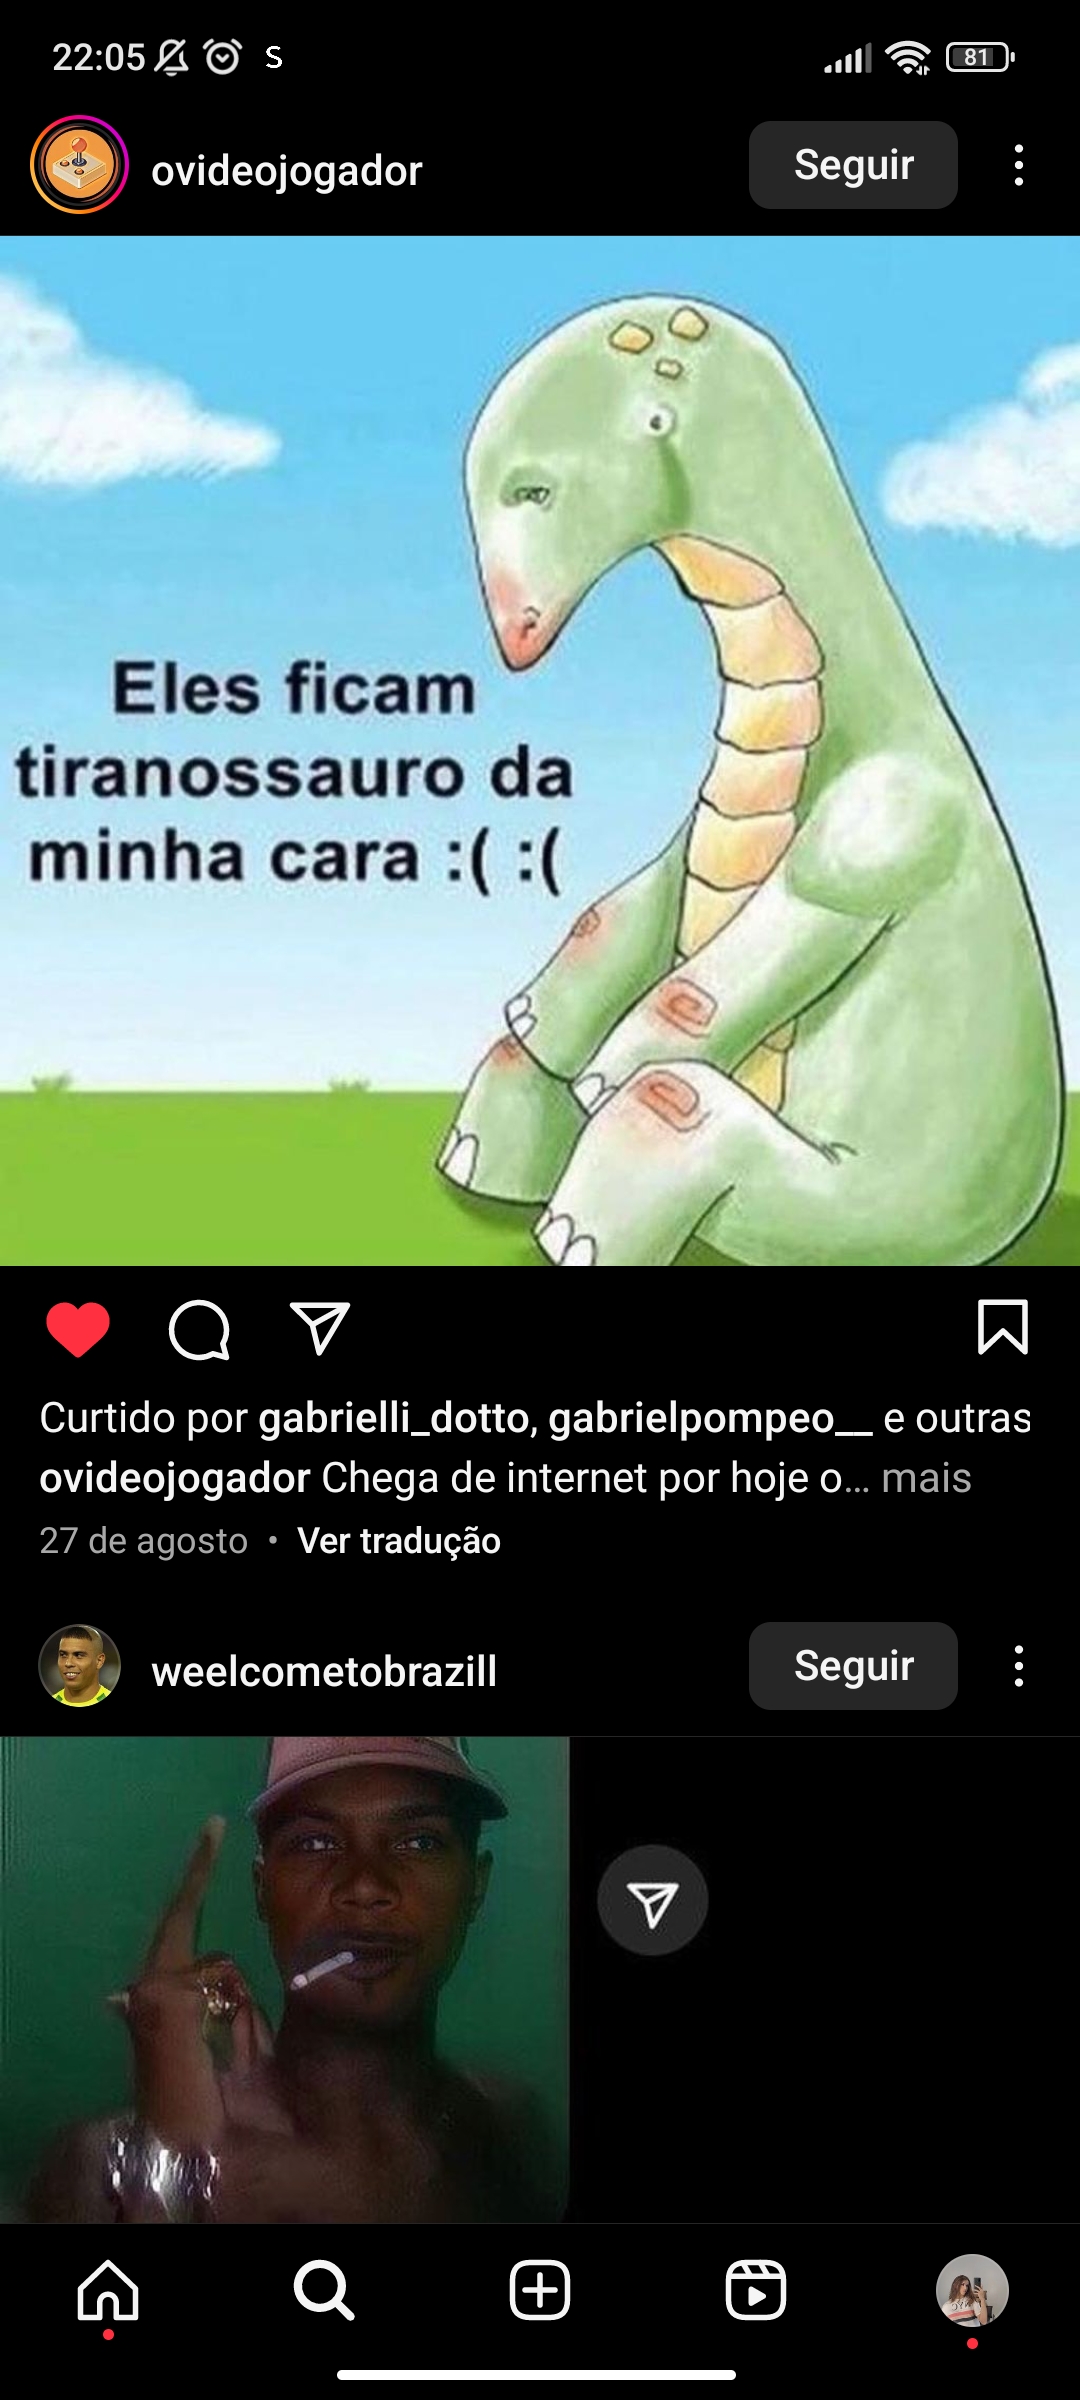 22:05 S 81
ovideojogador Seguir
Eles ficam
tiranossauro da
minha cara :( :(
Curtido por gabrielli_dotto, gabrielpompeo__ e outras
ovideojogador Chega de internet por hoje o... mais
27 de agosto • Ver tradução
weelcometobrazill Seguir